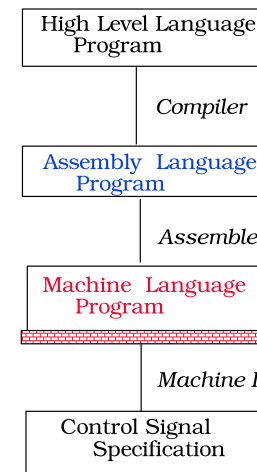 High Level Language
Program
Compiler
Assembly Language
Program
Assemble
Machine Language
Program
Machine
Control Signal
Specification